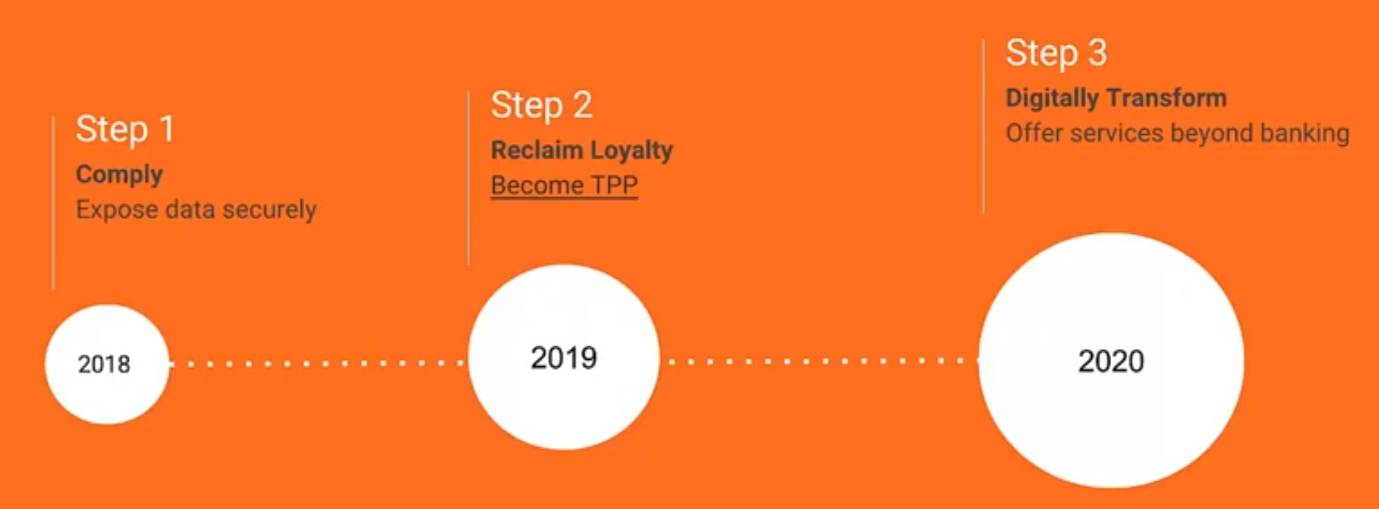 Step 1
Comply
Expose data securely
2018
Step 2
Reclaim Loyalty
Become TPP
2019
Step 3
Digitally Transform
Offer services beyond banking
2020